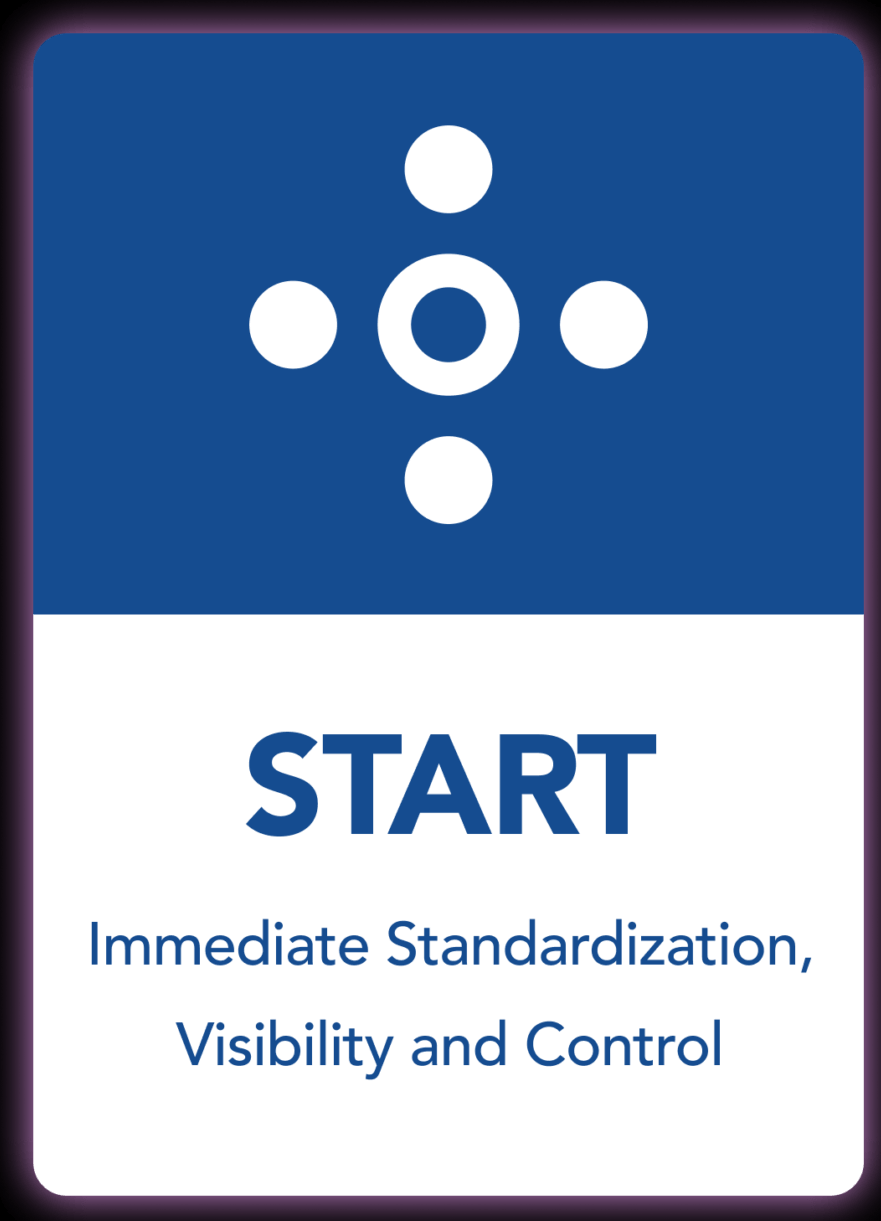 START
Immediate Standardization,
Visibility and Control